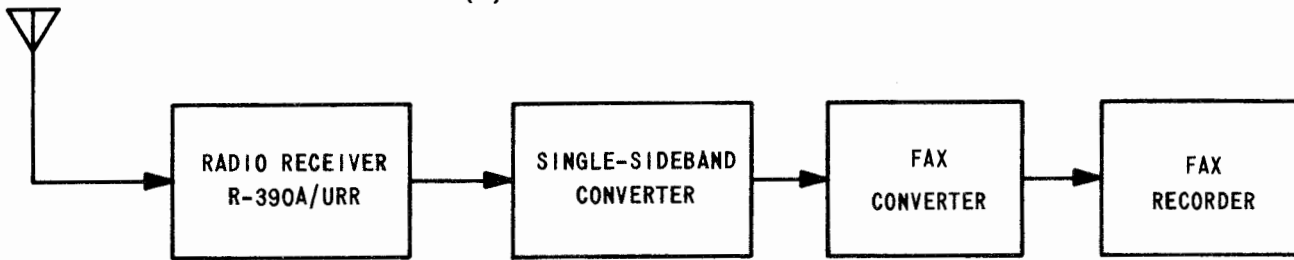 RADIO RECEIVER
R-390A/URR
SINGLE-SIDEBAND
CONVERTER
FAX
CONVERTER
FAX
RECORDER